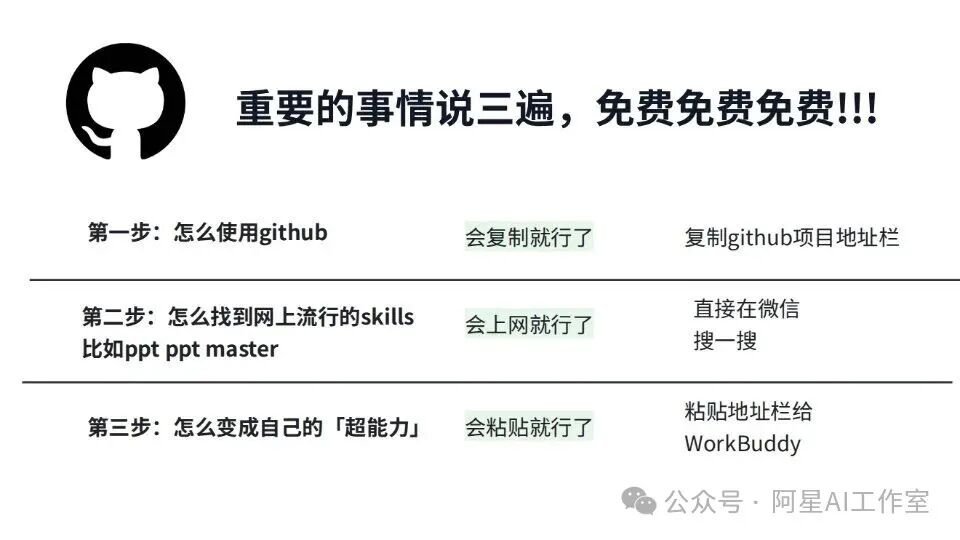 重要的事情说三遍，免费免费免费!!!
第一步：怎么使用github
会复制就行了
复制github项目地址栏
第二步：怎么找到网上流行的skills
比如ppt ppt master
会上网就行了
直接在微信
搜一搜
第三步：怎么变成自己的「超能力」
会粘贴就行了
粘贴地址栏给
WorkBuddy
公众号 · 阿星AI工作室